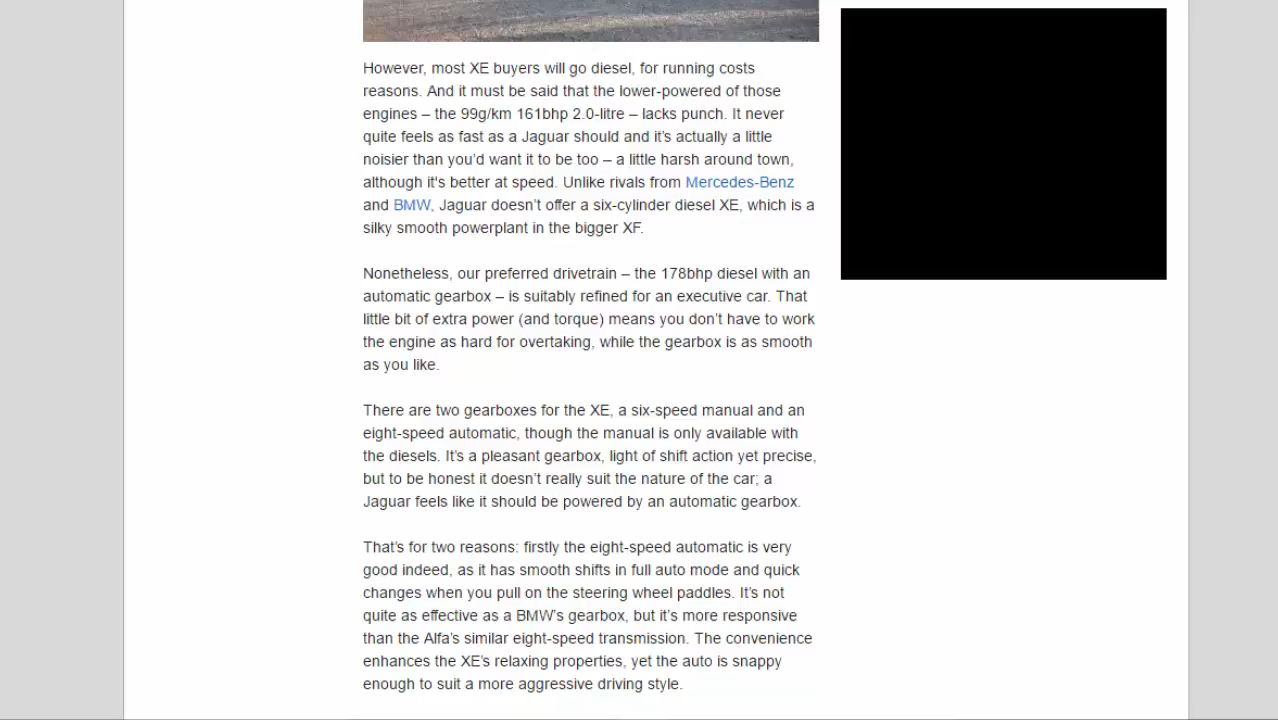 However, most XE buyers will go diesel, for running costs
reasons. And it must be said that the lower-powered of those
engines – the 99g/km 161bhp 2.0-litre – lacks punch. It never
quite feels as fast as a Jaguar should and it's actually a little
noisier than you'd want it to be too – a little harsh around town,
although it's better at speed. Unlike rivals from Mercedes-Benz
and BMW, Jaguar doesn't offer a six-cylinder diesel XE, which is a
silky smooth powerplant in the bigger XF.
Nonetheless, our preferred drivetrain – the 178bhp diesel with an
automatic gearbox – is suitably refined for an executive car. That
little bit of extra power (and torque) means you don't have to work
the engine as hard for overtaking, while the gearbox is as smooth
as you like.
There are two gearboxes for the XE, a six-speed manual and an
eight-speed automatic, though the manual is only available with
the diesels. It's a pleasant gearbox, light of shift action yet precise,
but to be honest it doesn't really suit the nature of the car; a
Jaguar feels like it should be powered by an automatic gearbox.
That's for two reasons: firstly the eight-speed automatic is very
good indeed, as it has smooth shifts in full auto mode and quick
changes when you pull on the steering wheel paddles. It's not
quite as effective as a BMW's gearbox, but it's more responsive
than the Alfa's similar eight-speed transmission. The convenience
enhances the XE's relaxing properties, yet the auto is snappy
enough to suit a more aggressive driving style.